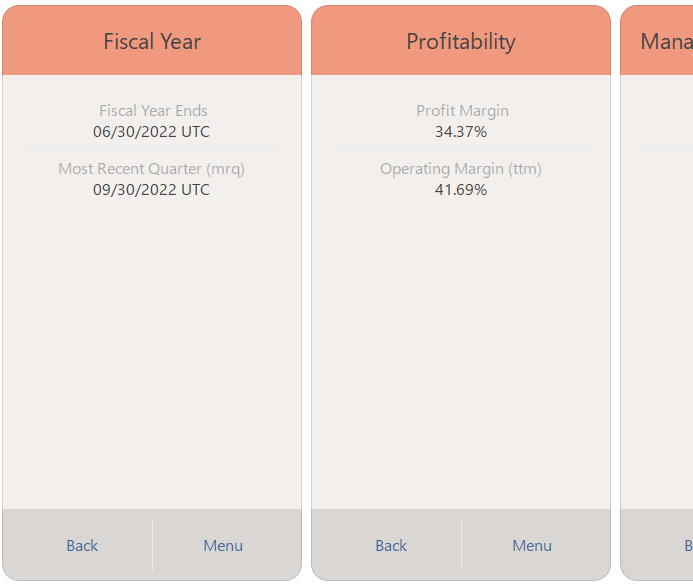 Fiscal Year
Fiscal Year Ends
06/30/2022 UTC
Most Recent Quarter (mrq)
09/30/2022 UTC
Back Menu
Profitability
Profit Margin
34.37%
Operating Margin (ttm)
41.69%
Back Menu